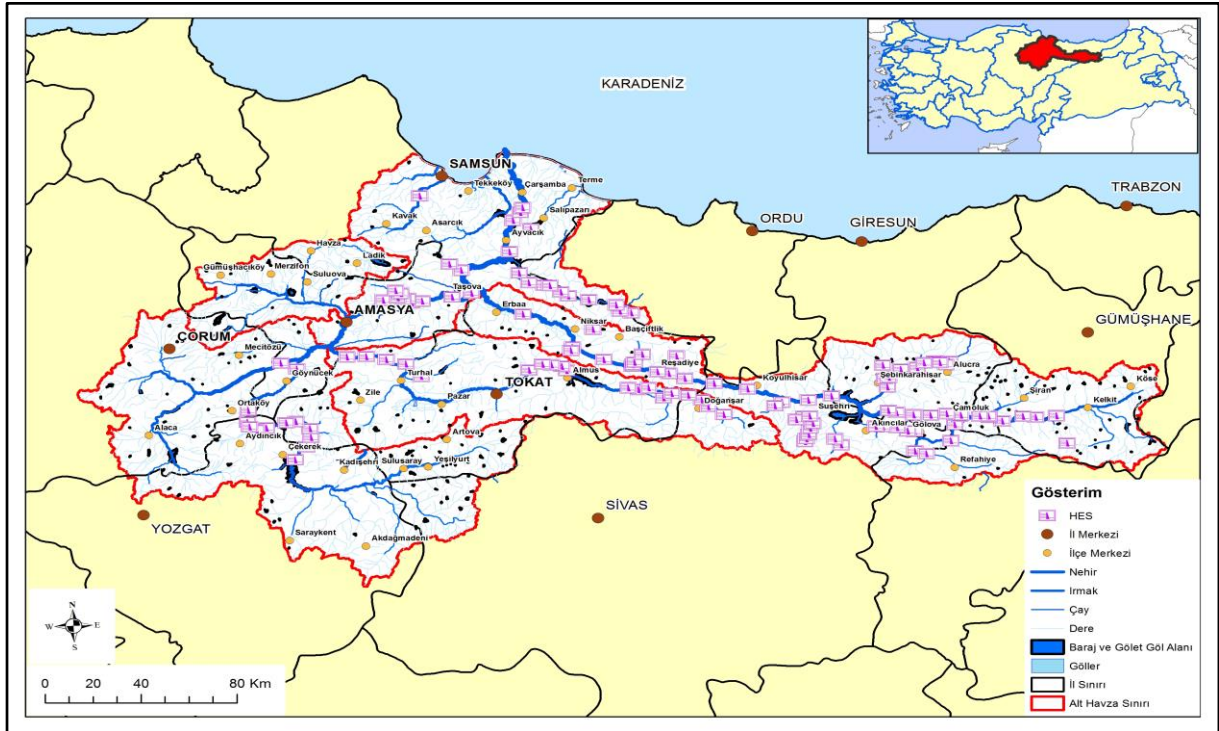 KARADENİZ
TRABZON
SAMSUN
Tekkeköy
Çarşamba
Terme
Salıpazarı
Kavak
Asarcık
Ayvacık
ORDU
GİRESUN
Havza
Ladik
Gümüşhacıköy
Merzifon
Suluova
Taşova
AMASYA
Erbaa
Niksar
Başçiftlik
GÜMÜŞHANE
ÇORUM
Mecitözü
Göynücek
Turhal
Almus
Reşadiye
Koyulhisar
Şebinkarahisar
Alucra
Köse
Zile
Pazar
TOKAT
Doğanşar
Suşehri
Çamoluk
Şiran
Kelkit
Ortaköy
Akıncılar
Gölova
Alaca
Aydıncık
Artova
Çekerek
Kadışehri
Sulusaray
Yeşilyurt
Refahiye
YOZGAT
SİVAS
Saraykent
Akdağmadeni
Gösterim
HES
İl Merkezi
İlçe Merkezi
Nehir
Irmak
Çay
Dere
Baraj ve Gölet Göl Alanı
Göller
İl Sınırı
Alt Havza Sınırı
N
W E
S
0 20 40 80 Km